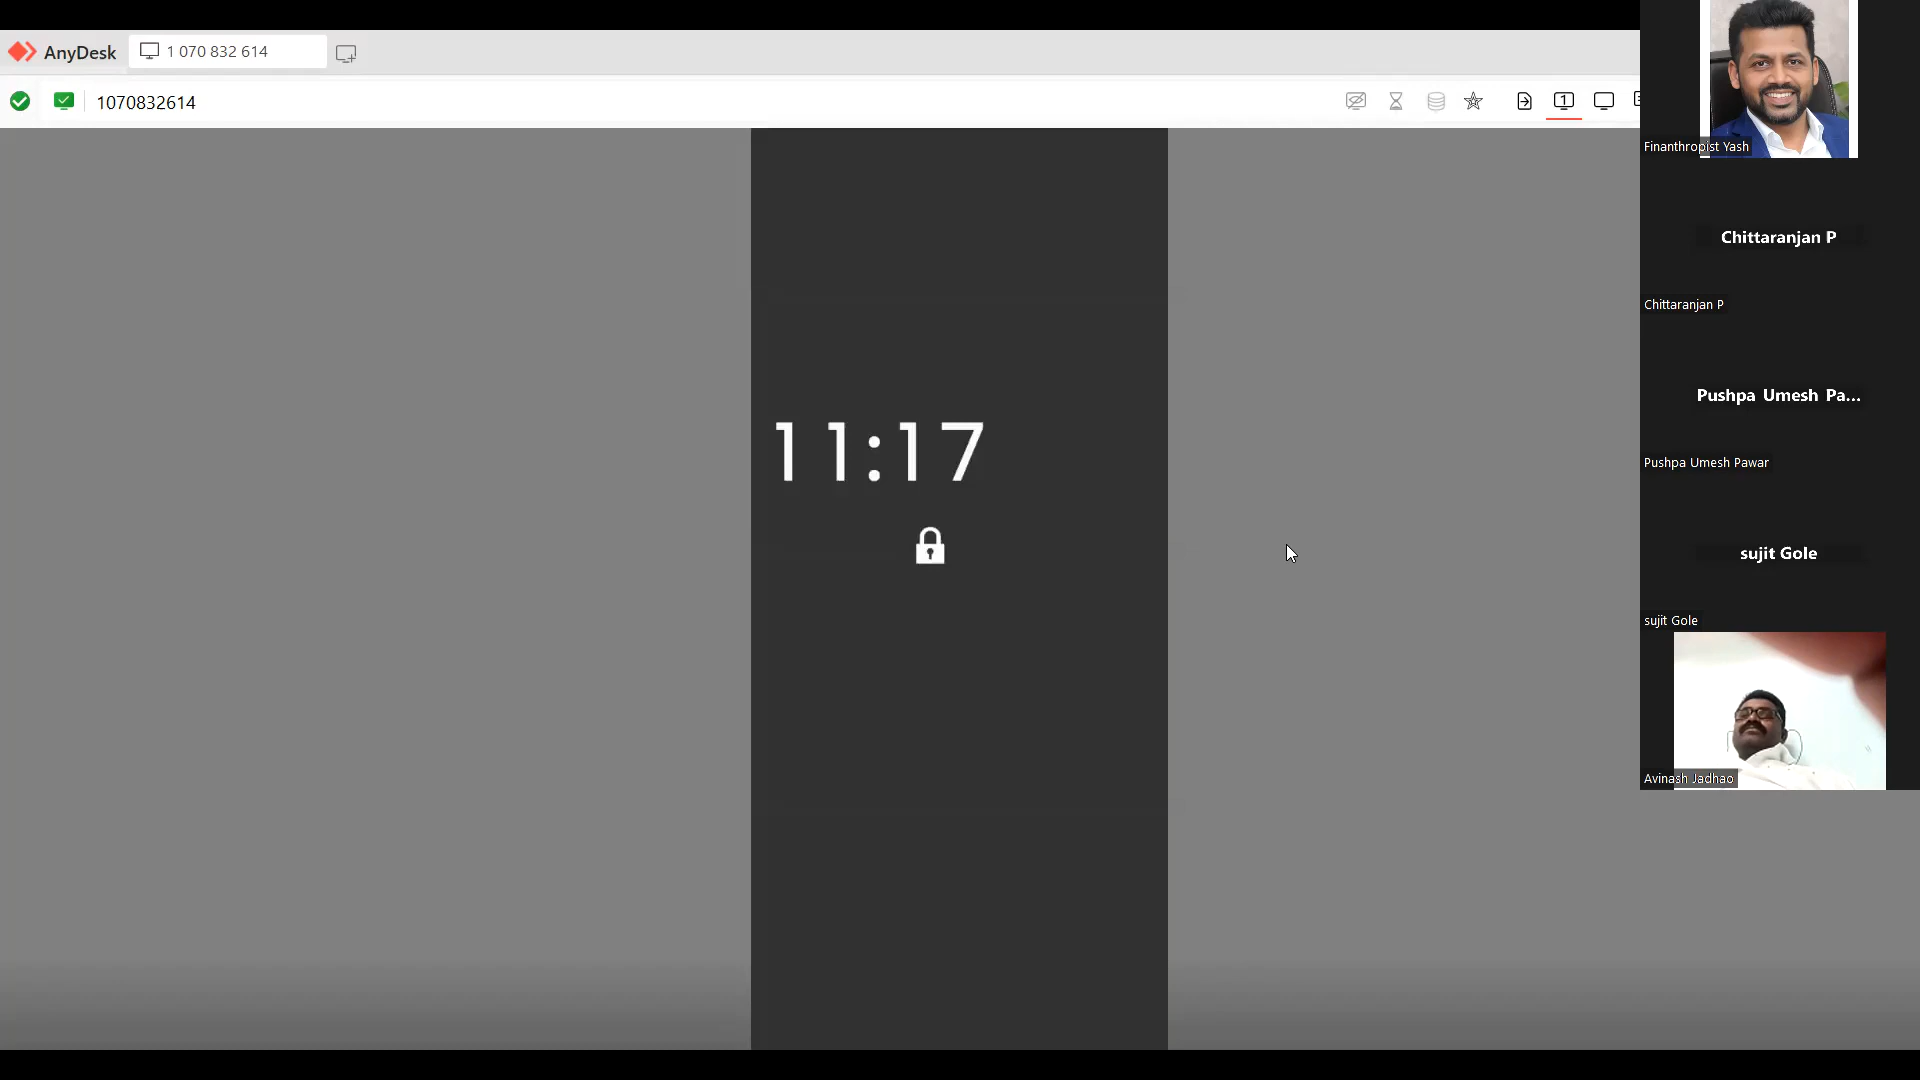 AnyDesk
1 070 832 614
1070832614
1
11:17
Finanthropist Yash
Chittaranjan P
Chittaranjan P
Pushpa Umesh Pa...
Pushpa Umesh Pawar
sujit Gole
sujit Gole
Avinash Jadhao